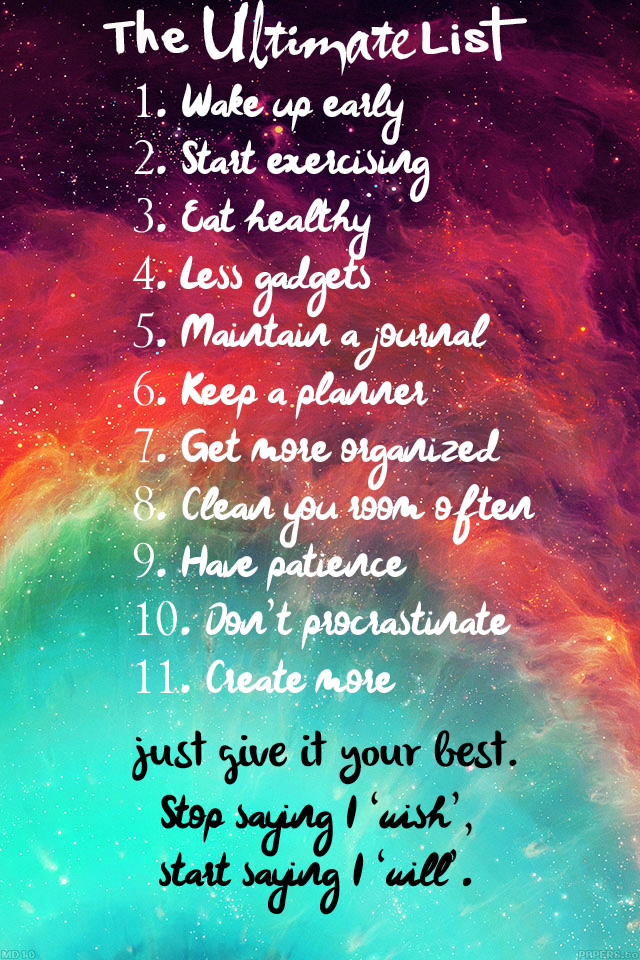 The Ultimate List
1. Wake up early
2. Start exercising
3. Eat healthy
4. Less gadgets
5. Maintain a journal
6. Keep a planner
7. Get more organized
8. Clean you room often
9. Have patience
10. Don't procrastinate
11. Create more
just give it your best.
Stop saying I 'wish',
start saying I 'will'.
MD10 PAPERS.co